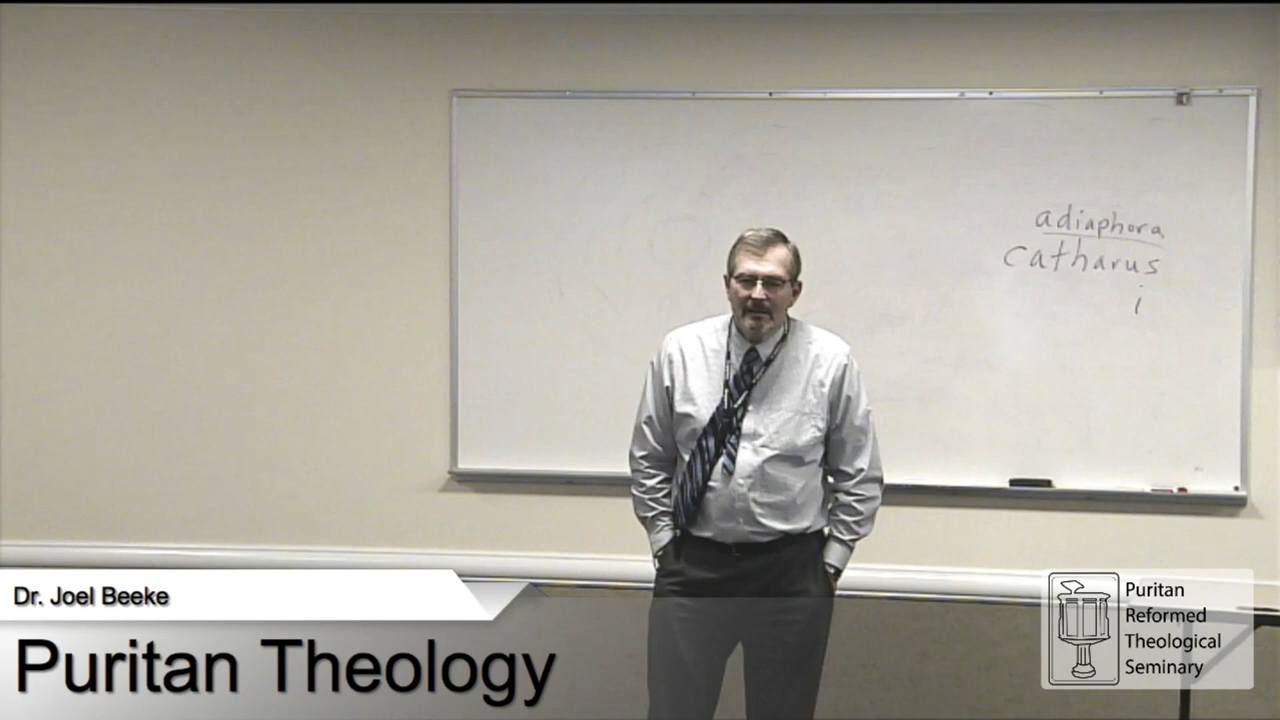 adiaphora
catharus
i
Dr. Joel Beeke
Puritan Theology
Puritan
Reformed
Theological
Seminary